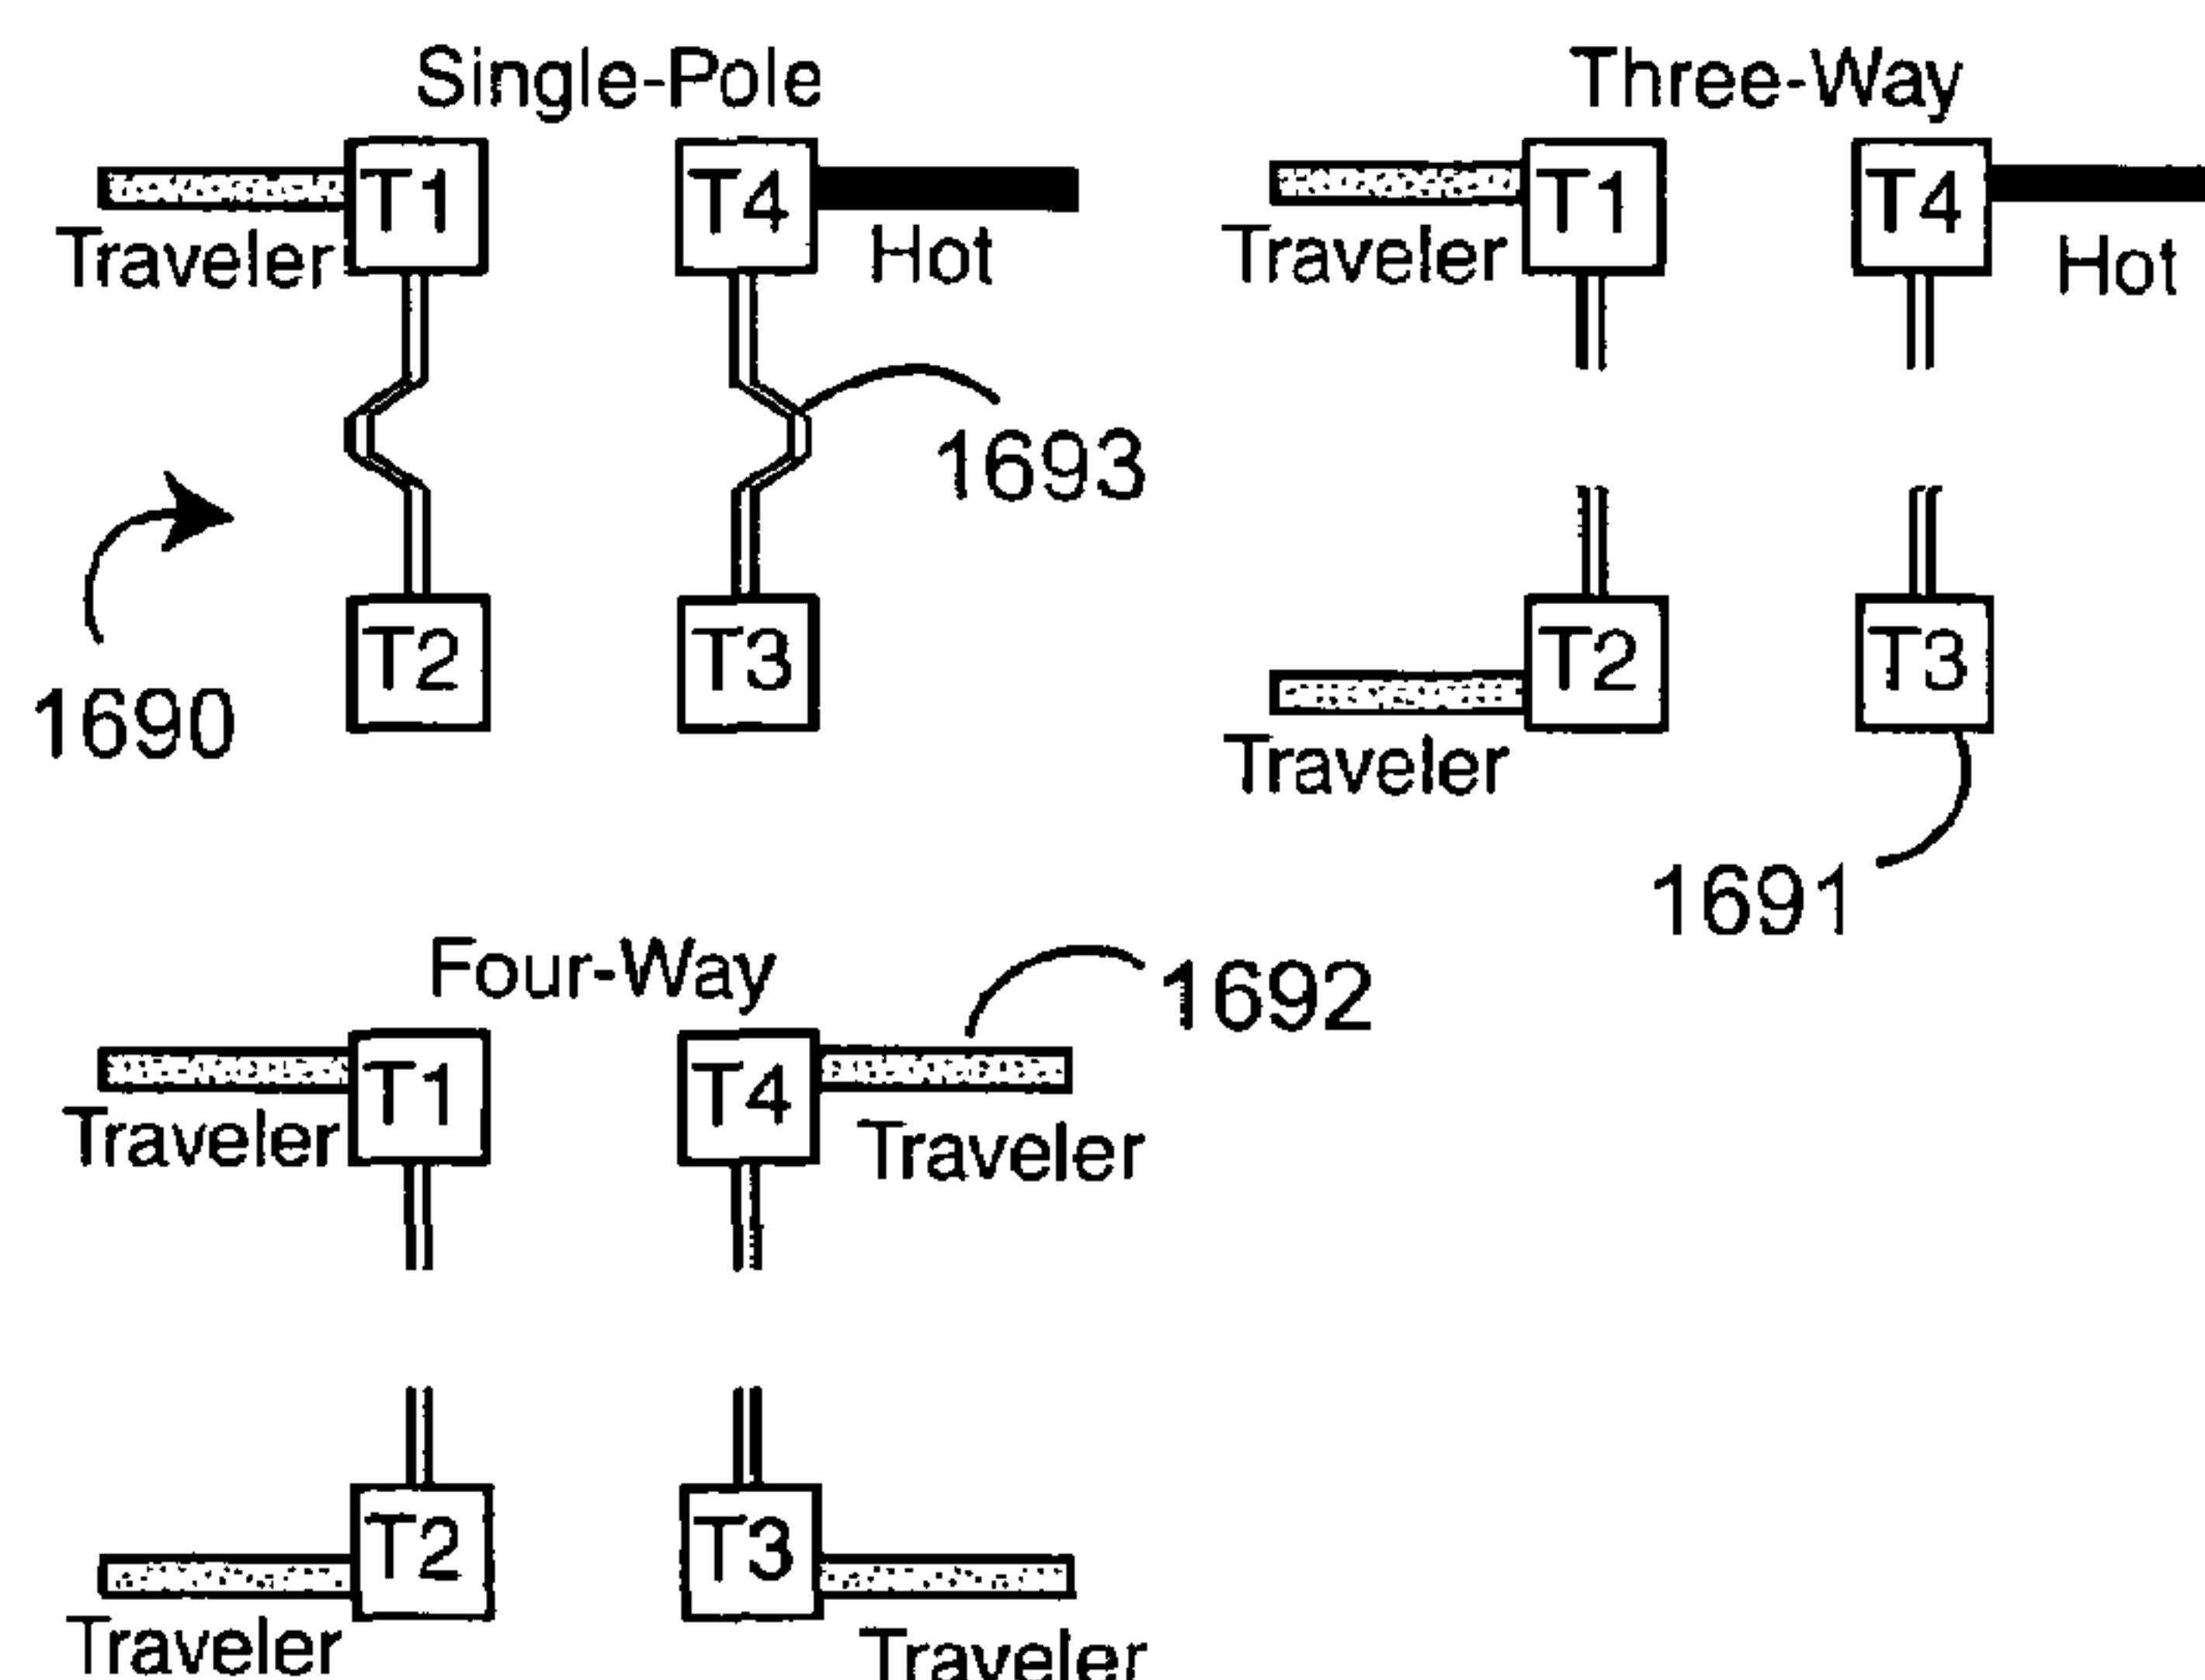 Single-Pole
T1
T4
Traveler
Hot
1693
T2
T3
1690
Three-Way
T1
T4
Traveler
Hot
T2
T3
Traveler
1691
Four-Way
1692
T1
T4
Traveler
Traveler
T2
T3
Traveler
Traveler